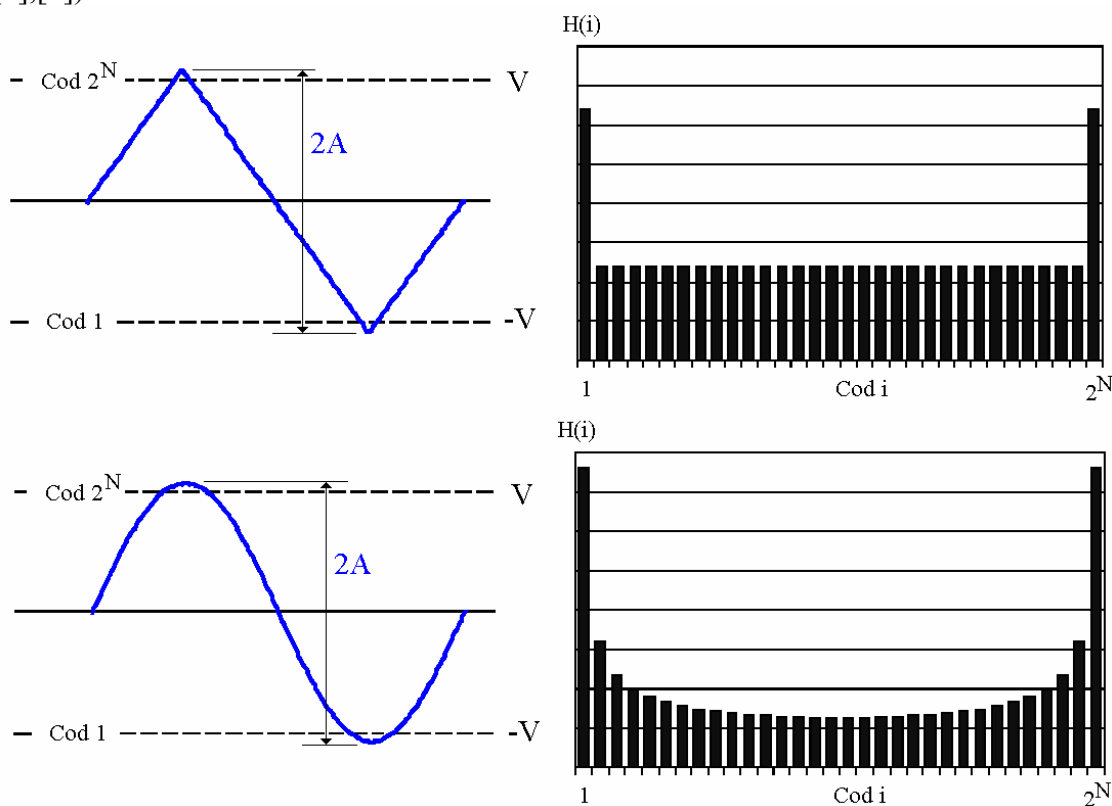 H(i)
Cod 2^N
V
2A
Cod 1
-V
1
Cod i
2^N
H(i)
Cod 2^N
V
2A
Cod 1
-V
1
Cod i
2^N